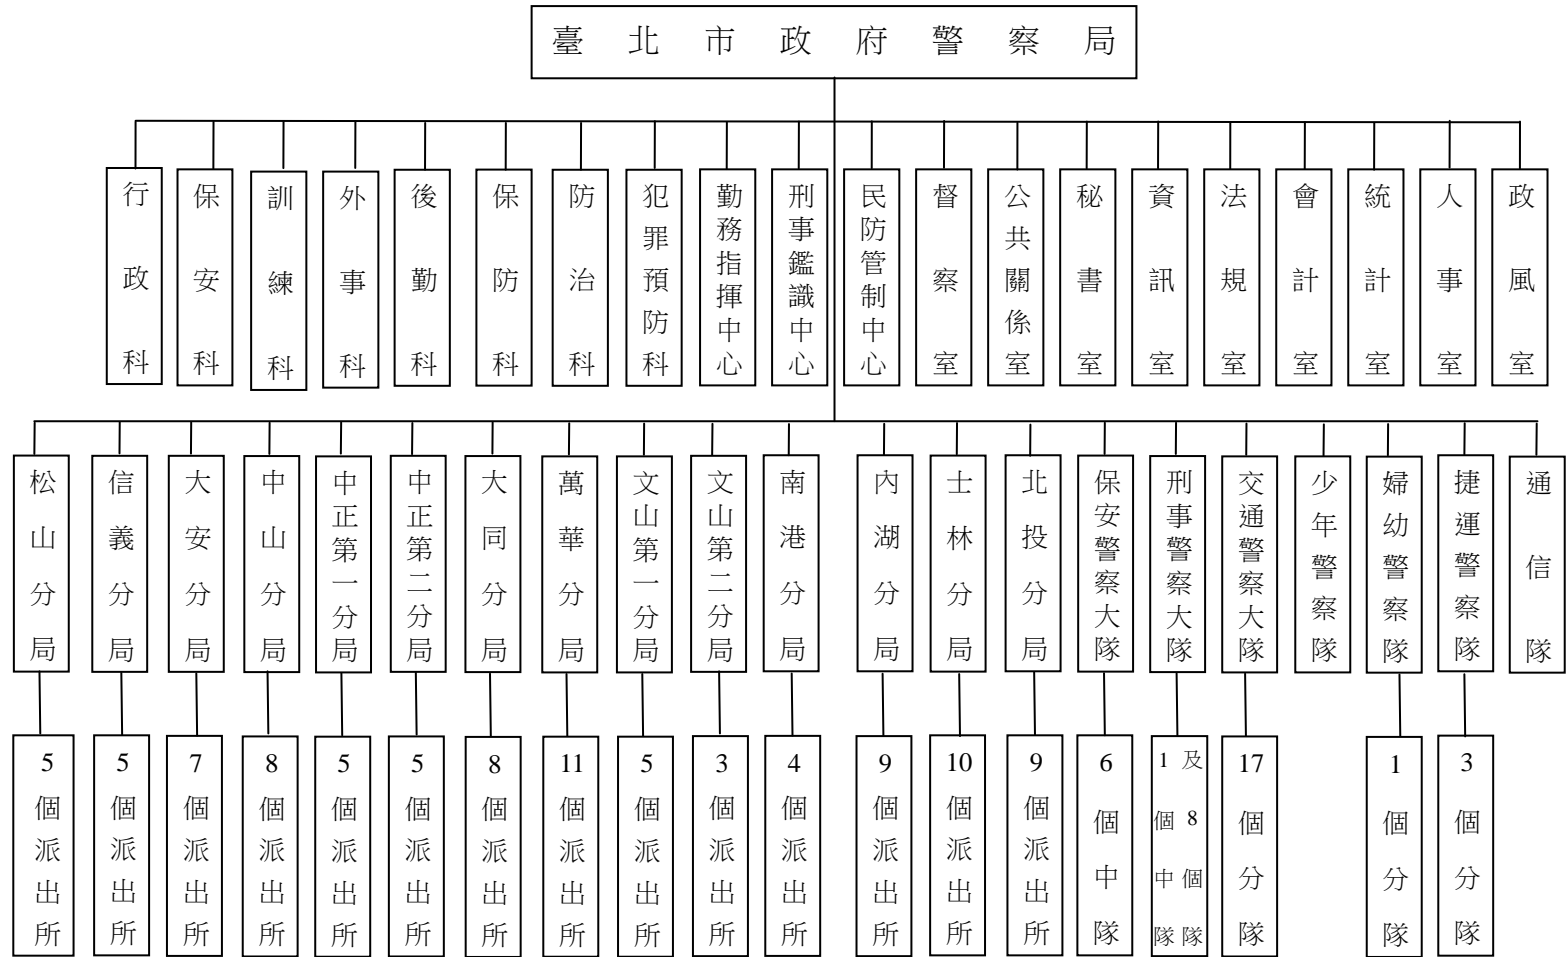 臺北市政府警察局
行政科
保安科
訓練科
外事科
後勤科
保防科
防治科
犯罪預防科
勤務指揮中心
刑事鑑識中心
民防管制中心
督察室
公共關係室
秘書室
資訊室
法規室
會計室
統計室
人事室
政風室
松山分局
信義分局
大安分局
中山分局
中正第一分局
中正第二分局
大同分局
萬華分局
文山第一分局
文山第二分局
南港分局
內湖分局
士林分局
北投分局
保安警察大隊
刑事警察大隊
交通警察大隊
少年警察隊
婦幼警察隊
捷運警察隊
通信隊
5個派出所
5個派出所
7個派出所
8個派出所
5個派出所
5個派出所
8個派出所
11個派出所
5個派出所
3個派出所
4個派出所
9個派出所
10個派出所
9個派出所
6個中隊
1個中隊
及8個隊
17個分隊
1個分隊
3個分隊